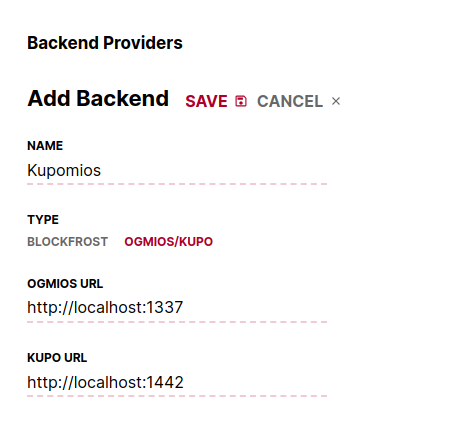 Backend Providers
Add Backend SAVE CANCEL ×
NAME
Kupomios
TYPE
BLOCKFROST OGMIOS/KUPO
OGMIOS URL
http://localhost:1337
KUPO URL
http://localhost:1442